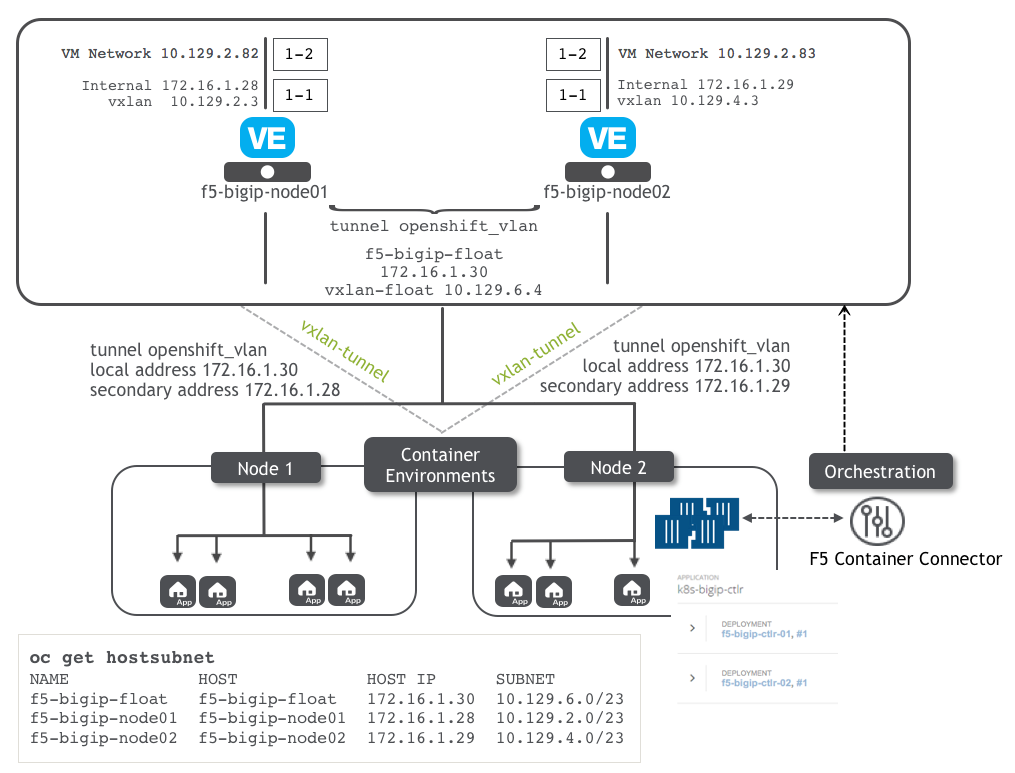 VM Network 10.129.2.82
1-2
Internal 172.16.1.28
vxlan 10.129.2.3
1-1
VE
f5-bigip-node01
1-2
VM Network 10.129.2.83
1-1
Internal 172.16.1.29
vxlan 10.129.4.3
VE
f5-bigip-node02
tunnel openshift_vlan
f5-bigip-float
172.16.1.30
vxlan-float 10.129.6.4
vxlan-tunnel
vxlan-tunnel
tunnel openshift_vlan
local address 172.16.1.30
secondary address 172.16.1.28
tunnel openshift_vlan
local address 172.16.1.30
secondary address 172.16.1.29
Node 1
Container
Environments
Node 2
Orchestration
F5 Container Connector
App
App
App
App
App
App
App
APPLICATION
k8s-bigip-ctlr
DEPLOYMENT
f5-bigip-ctlr-01, #1
DEPLOYMENT
f5-bigip-ctlr-02, #1
oc get hostsubnet
NAME HOST HOST IP SUBNET
f5-bigip-float f5-bigip-float 172.16.1.30 10.129.6.0/23
f5-bigip-node01 f5-bigip-node01 172.16.1.28 10.129.2.0/23
f5-bigip-node02 f5-bigip-node02 172.16.1.29 10.129.4.0/23